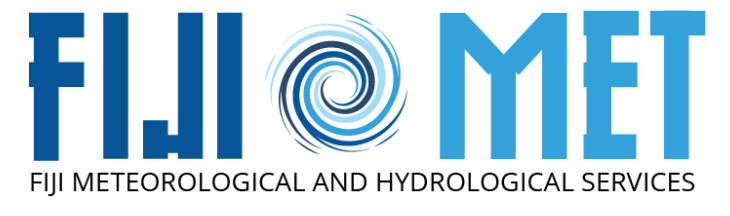 FIJI MET
FIJI METEOROLOGICAL AND HYDROLOGICAL SERVICES